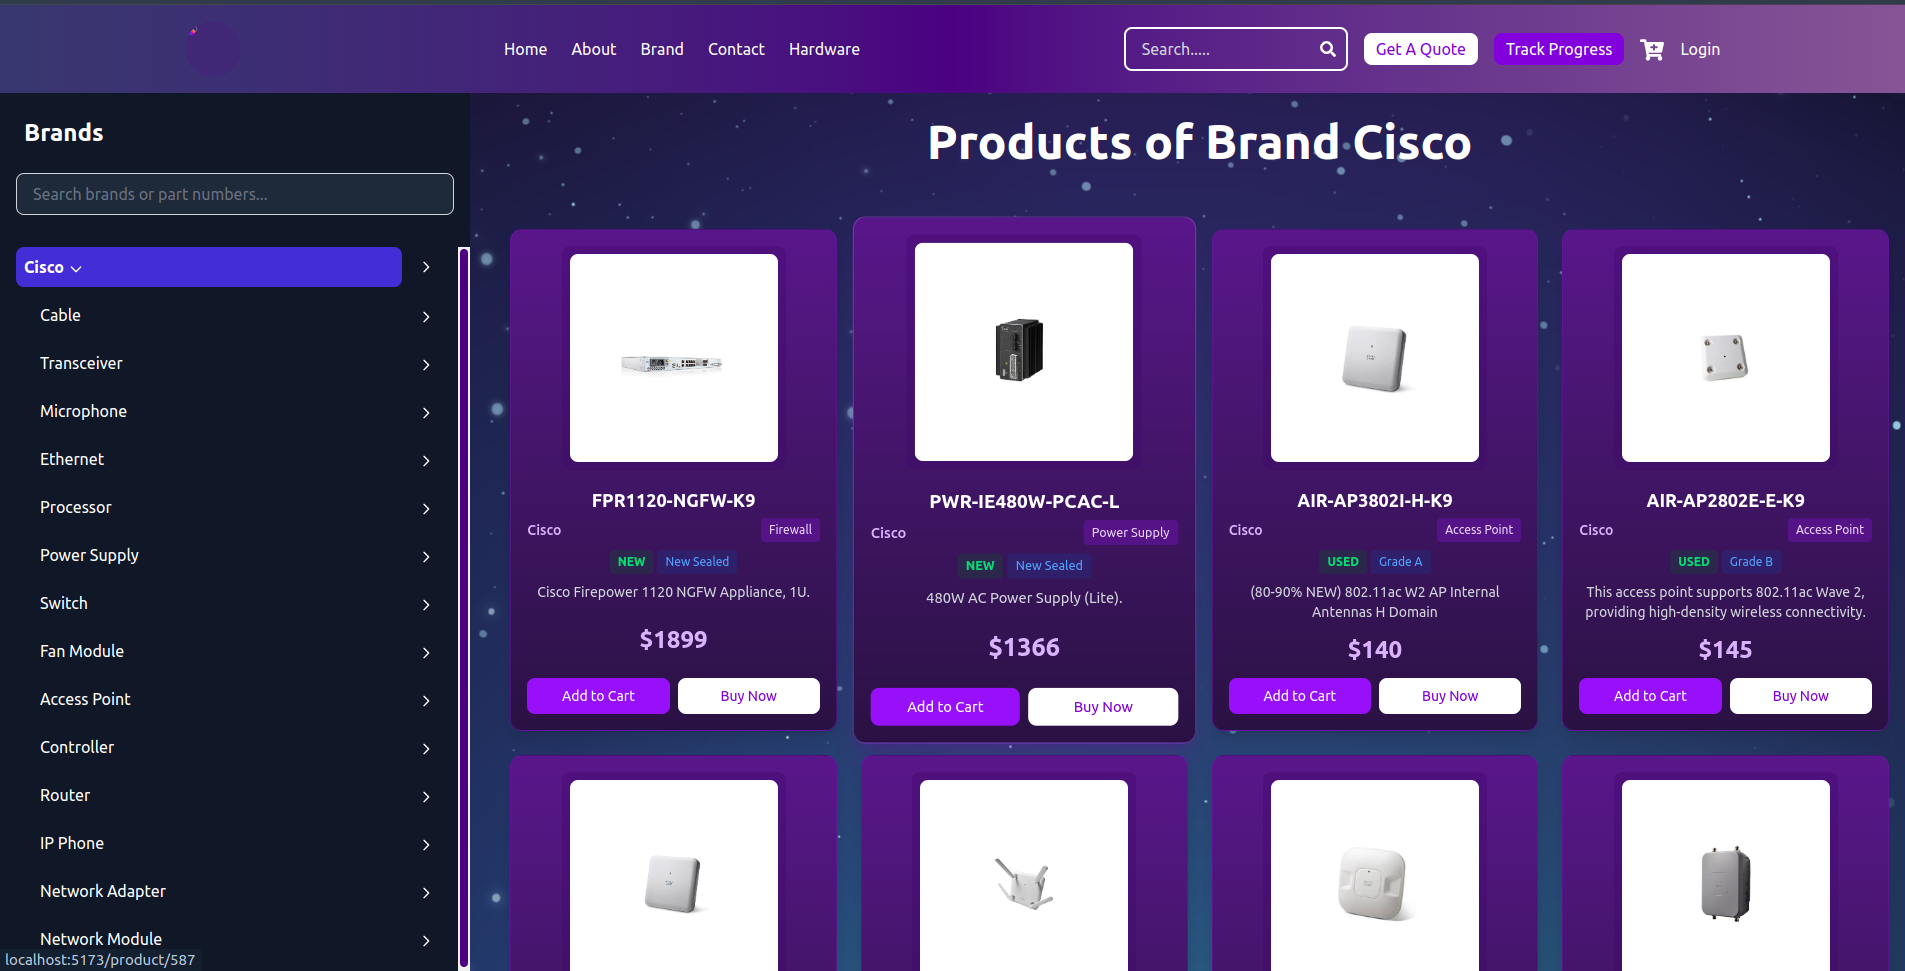 Home About Brand Contact Hardware
Search.....
Get A Quote
Track Progress
Login
Brands
Search brands or part numbers...
Cisco
Cable
Transceiver
Microphone
Ethernet
Processor
Power Supply
Switch
Fan Module
Access Point
Controller
Router
IP Phone
Network Adapter
Network Module
localhost:5173/product/587
Products of Brand Cisco
FPR1120-NGFW-K9
Cisco Firewall
NEW New Sealed
Cisco Firepower 1120 NGFW Appliance, 1U.
$1899
Add to Cart Buy Now
PWR-IE480W-PCAC-L
Cisco Power Supply
NEW New Sealed
480W AC Power Supply (Lite).
$1366
Add to Cart Buy Now
AIR-AP3802I-H-K9
Cisco Access Point
USED Grade A
(80-90% NEW) 802.11ac W2 AP Internal
Antennas H Domain
$140
Add to Cart Buy Now
AIR-AP2802E-E-K9
Cisco Access Point
USED Grade B
This access point supports 802.11ac Wave 2,
providing high-density wireless connectivity.
$145
Add to Cart Buy Now